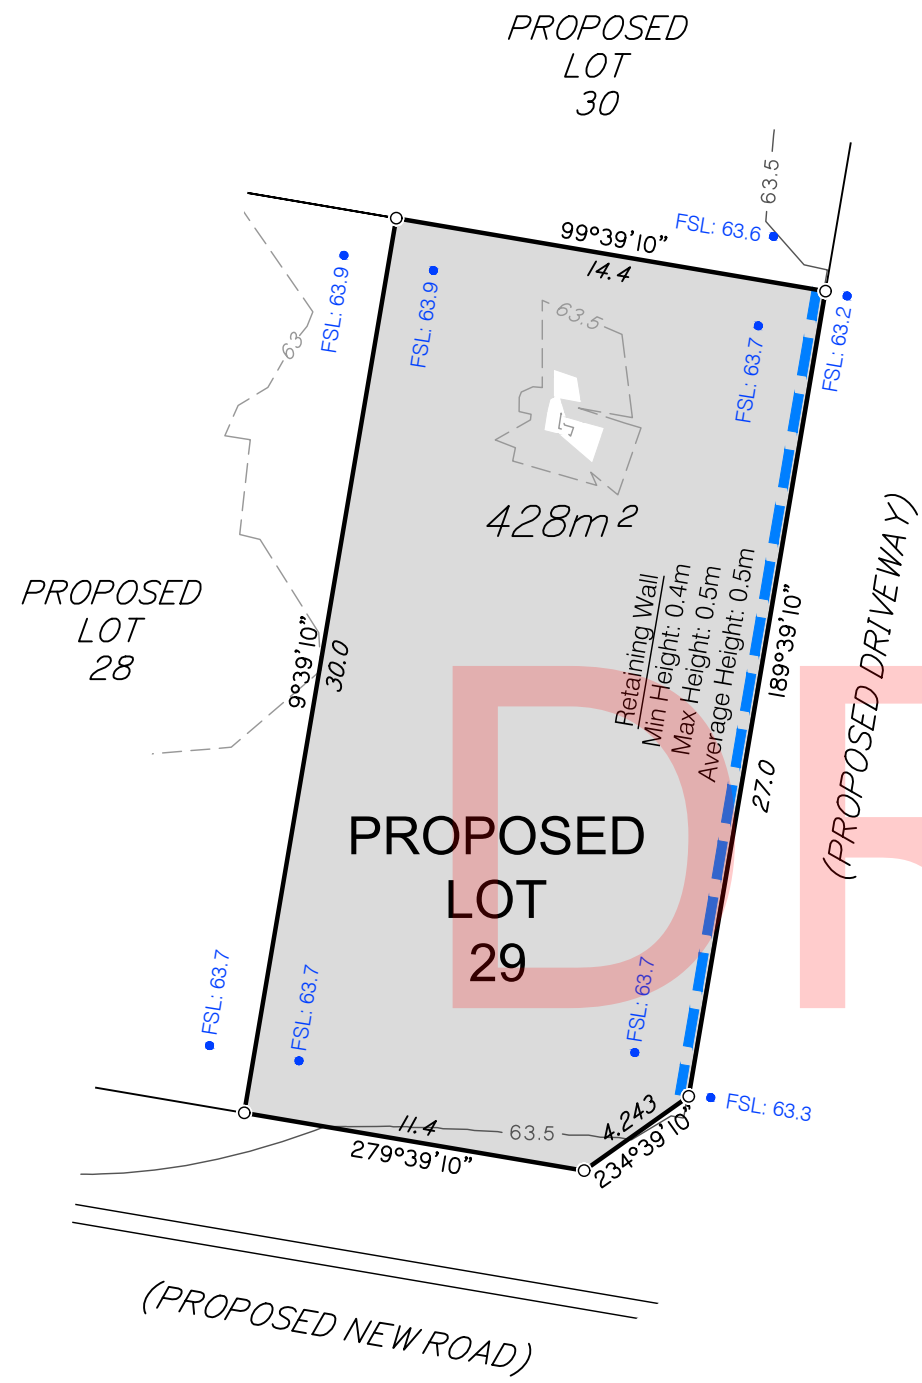 PROPOSED
LOT
30
63.5
FSL: 63.6
99°39'10"
14.4
FSL: 63.9
FSL: 63.9
63
63.5
FSL: 63.7
FSL: 63.2
428m²
PROPOSED
LOT
28
9°39'10"
30.0
Retaining Wall
Min Height: 0.4m
Max Height: 0.5m
Average Height: 0.5m
189°39'10"
27.0
(PROPOSED DRIVEWAY)
PROPOSED
LOT
29
FSL: 63.7
FSL: 63.7
FSL: 63.7
FSL: 63.3
11.4
279°39'10"
63.5
4.243
234°39'10"
(PROPOSED NEW ROAD)